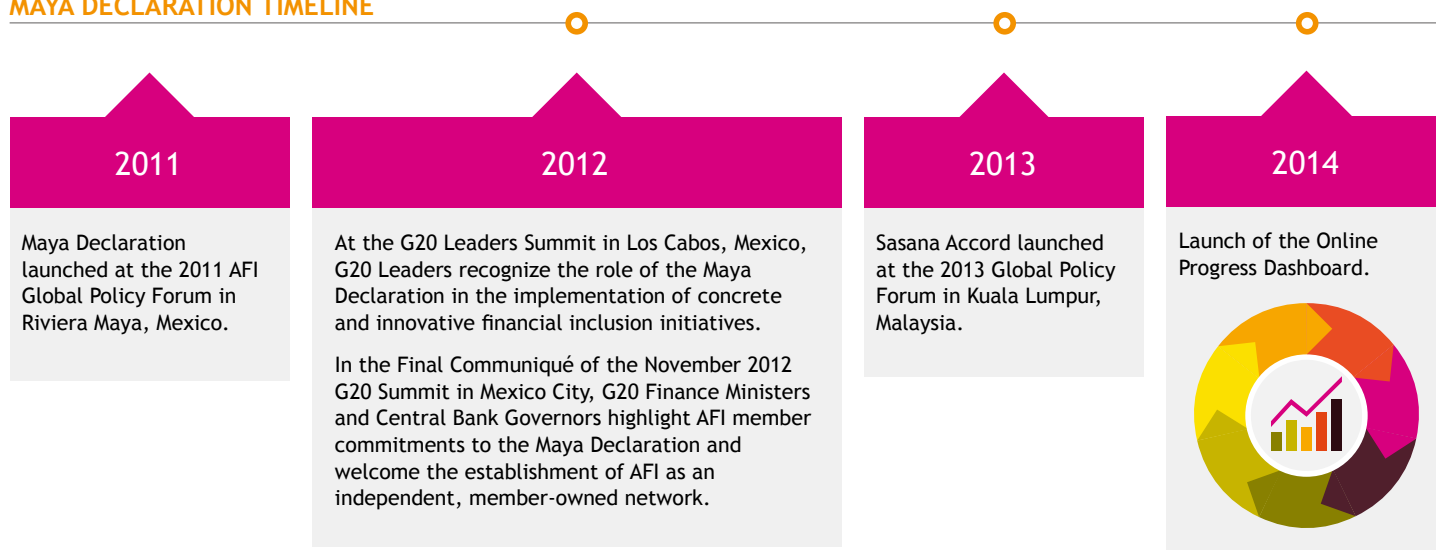 MAYA DECLARATION TIMELINE
2011
Maya Declaration
launched at the 2011 AFI
Global Policy Forum in
Riviera Maya, Mexico.
2012
At the G20 Leaders Summit in Los Cabos, Mexico,
G20 Leaders recognize the role of the Maya
Declaration in the implementation of concrete
and innovative financial inclusion initiatives.
In the Final Communiqué of the November 2012
G20 Summit in Mexico City, G20 Finance Ministers
and Central Bank Governors highlight AFI member
commitments to the Maya Declaration and
welcome the establishment of AFI as an
independent, member-owned network.
2013
Sasana Accord launched
at the 2013 Global Policy
Forum in Kuala Lumpur,
Malaysia.
2014
Launch of the Online
Progress Dashboard.